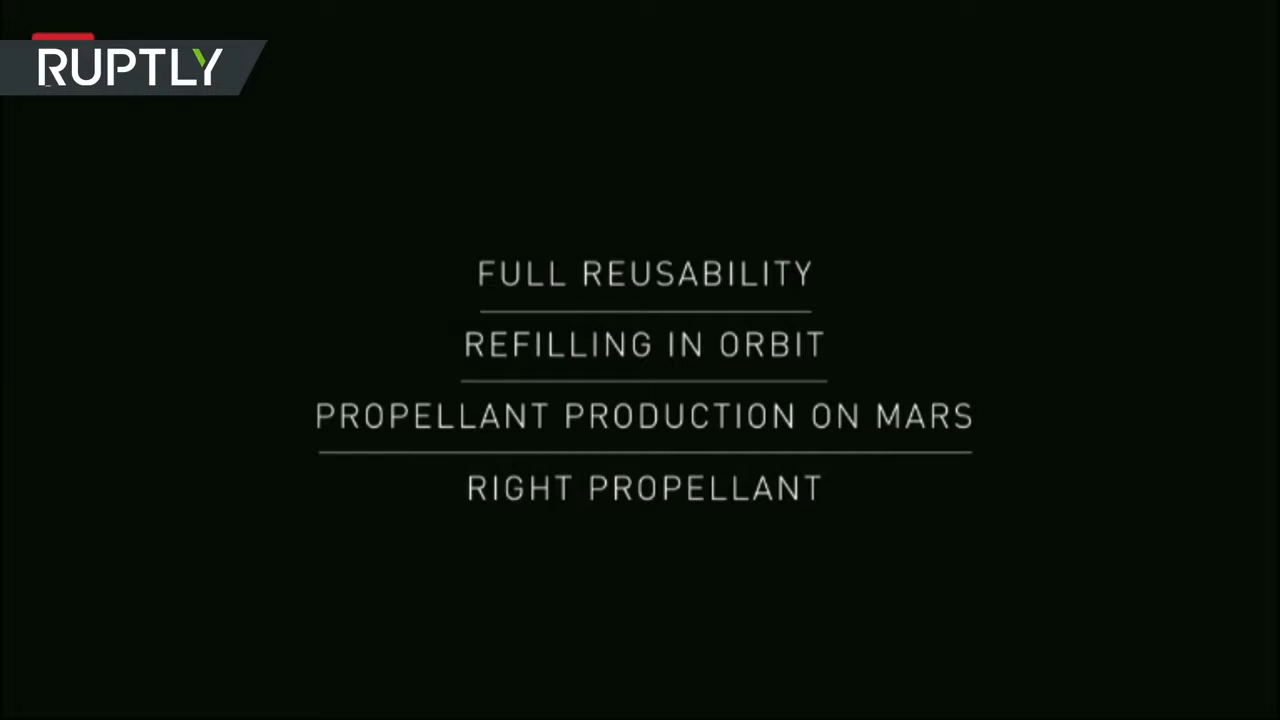 RUPTLY
FULL REUSABILITY
REFILLING IN ORBIT
PROPELLANT PRODUCTION ON MARS
RIGHT PROPELLANT